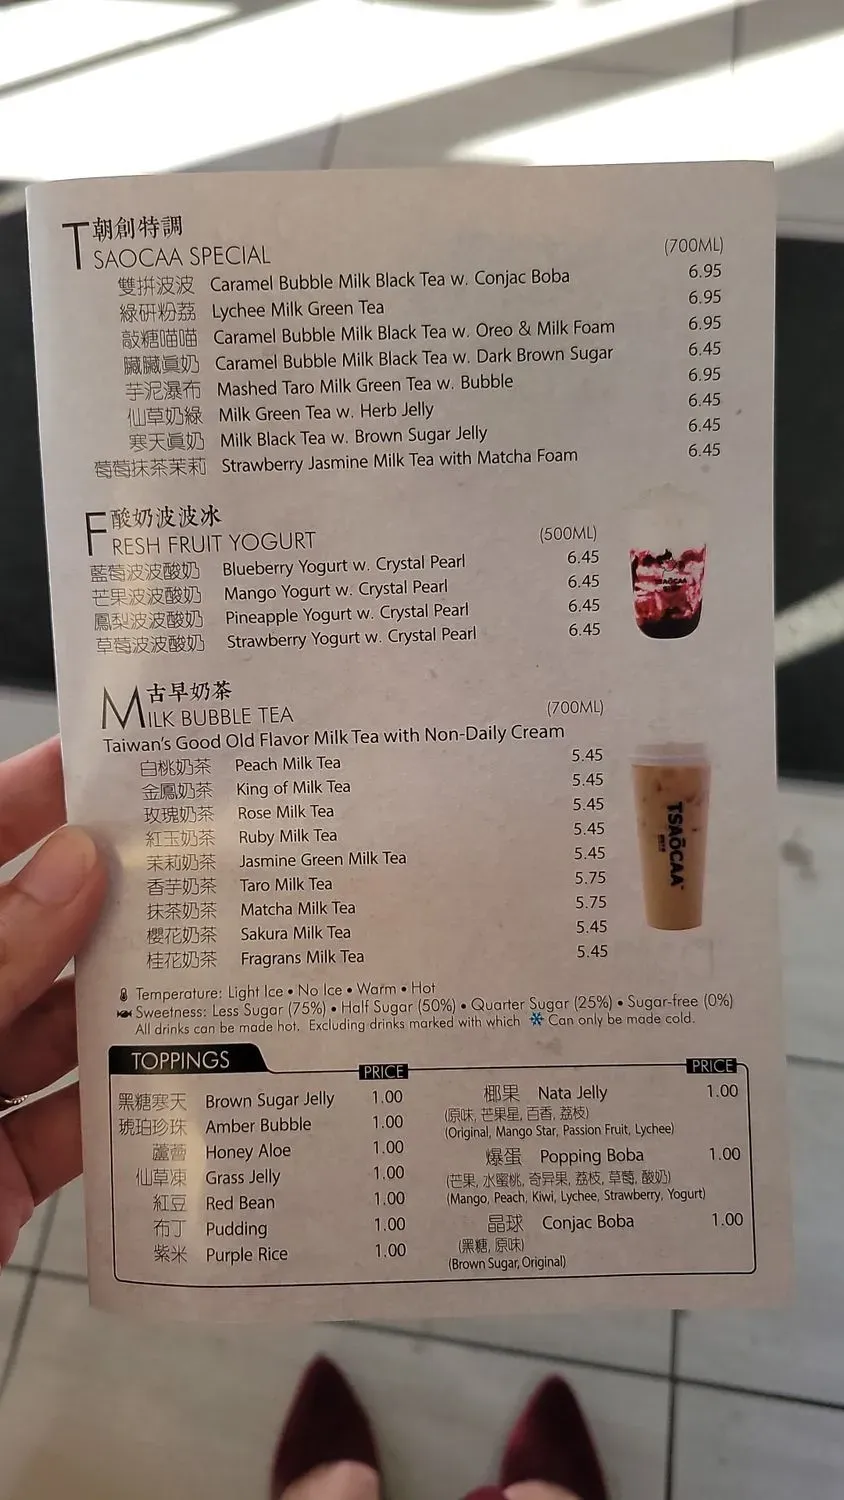 朝創特調
TSAOCAA SPECIAL (700ML)
雙拼波波 Caramel Bubble Milk Black Tea w. Conjac Boba 6.95
綠研粉荔 Lychee Milk Green Tea 6.95
敲糖喵喵 Caramel Bubble Milk Black Tea w. Oreo & Milk Foam 6.95
臟臟真奶 Caramel Bubble Milk Black Tea w. Dark Brown Sugar 6.45
芋泥瀑布 Mashed Taro Milk Green Tea w. Bubble 6.95
仙草奶綠 Milk Green Tea w. Herb Jelly 6.45
寒天真奶 Milk Black Tea w. Brown Sugar Jelly 6.45
莓莓抹茶茉莉 Strawberry Jasmine Milk Tea with Matcha Foam 6.45
酸奶波波冰
FRESH FRUIT YOGURT (500ML)
藍莓波波酸奶 Blueberry Yogurt w. Crystal Pearl 6.45
芒果波波酸奶 Mango Yogurt w. Crystal Pearl 6.45
鳳梨波波酸奶 Pineapple Yogurt w. Crystal Pearl 6.45
草莓波波酸奶 Strawberry Yogurt w. Crystal Pearl 6.45
TSAOCAA
古早奶茶
MILK BUBBLE TEA (700ML)
Taiwan's Good Old Flavor Milk Tea with Non-Daily Cream
白桃奶茶 Peach Milk Tea 5.45
金鳳奶茶 King of Milk Tea 5.45
玫瑰奶茶 Rose Milk Tea 5.45
紅玉奶茶 Ruby Milk Tea 5.45
茉莉奶茶 Jasmine Green Milk Tea 5.45
香芋奶茶 Taro Milk Tea 5.75
抹茶奶茶 Matcha Milk Tea 5.75
櫻花奶茶 Sakura Milk Tea 5.45
桂花奶茶 Fragrans Milk Tea 5.45
TSAOCAA
Temperature: Light Ice • No Ice • Warm • Hot
Sweetness: Less Sugar (75%) • Half Sugar (50%) • Quarter Sugar (25%) • Sugar-free (0%)
All drinks can be made hot. Excluding drinks marked with which ❄ Can only be made cold.
TOPPINGS PRICE
黑糖寒天 Brown Sugar Jelly 1.00
琥珀珍珠 Amber Bubble 1.00
蘆薈 Honey Aloe 1.00
仙草凍 Grass Jelly 1.00
紅豆 Red Bean 1.00
布丁 Pudding 1.00
紫米 Purple Rice 1.00
PRICE
椰果 Nata Jelly 1.00
(原味, 芒果星, 百香, 荔枝)
(Original, Mango Star, Passion Fruit, Lychee)
爆蛋 Popping Boba 1.00
(芒果, 水蜜桃, 奇异果, 荔枝, 草莓, 酸奶)
(Mango, Peach, Kiwi, Lychee, Strawberry, Yogurt)
晶球 Conjac Boba 1.00
(黑糖, 原味)
(Brown Sugar, Original)